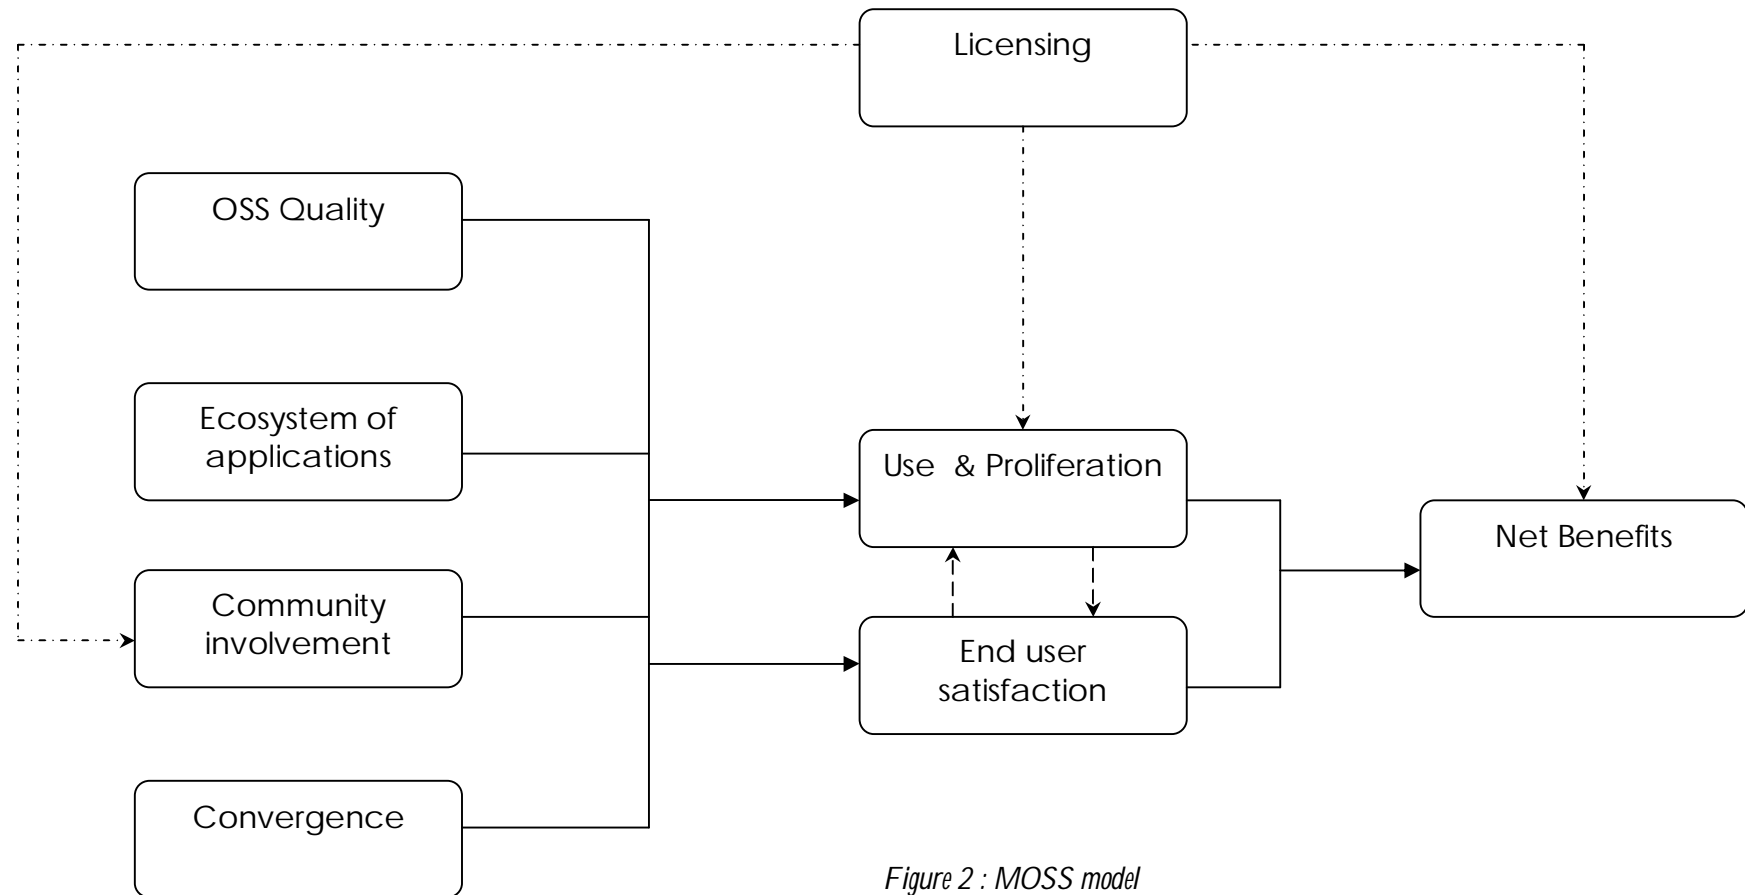 Licensing
OSS Quality
Ecosystem of
applications
Use & Proliferation
Net Benefits
Community
involvement
End user
satisfaction
Convergence
Figure 2 : MOSS model